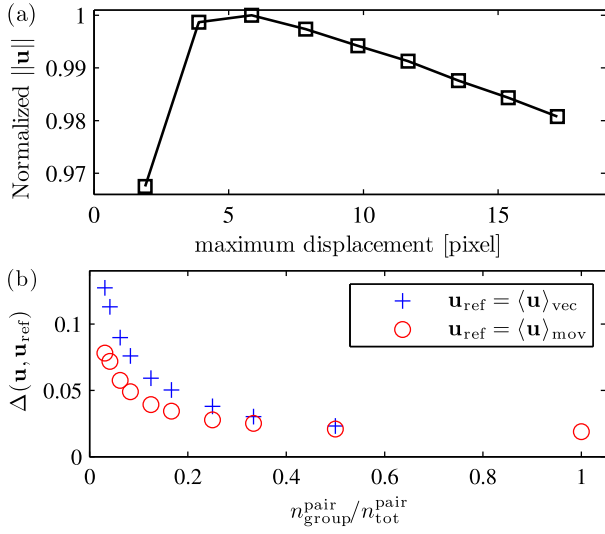 (a)
Normalized ||u||
1
0.99
0.98
0.97
0 5 10 15
maximum displacement [pixel]
(b)
Δ(u, u_ref)
0.1
0.05
0
u_ref = ⟨u⟩_vec
u_ref = ⟨u⟩_mov
0 0.2 0.4 0.6 0.8 1
n^pair_group/n^pair_tot